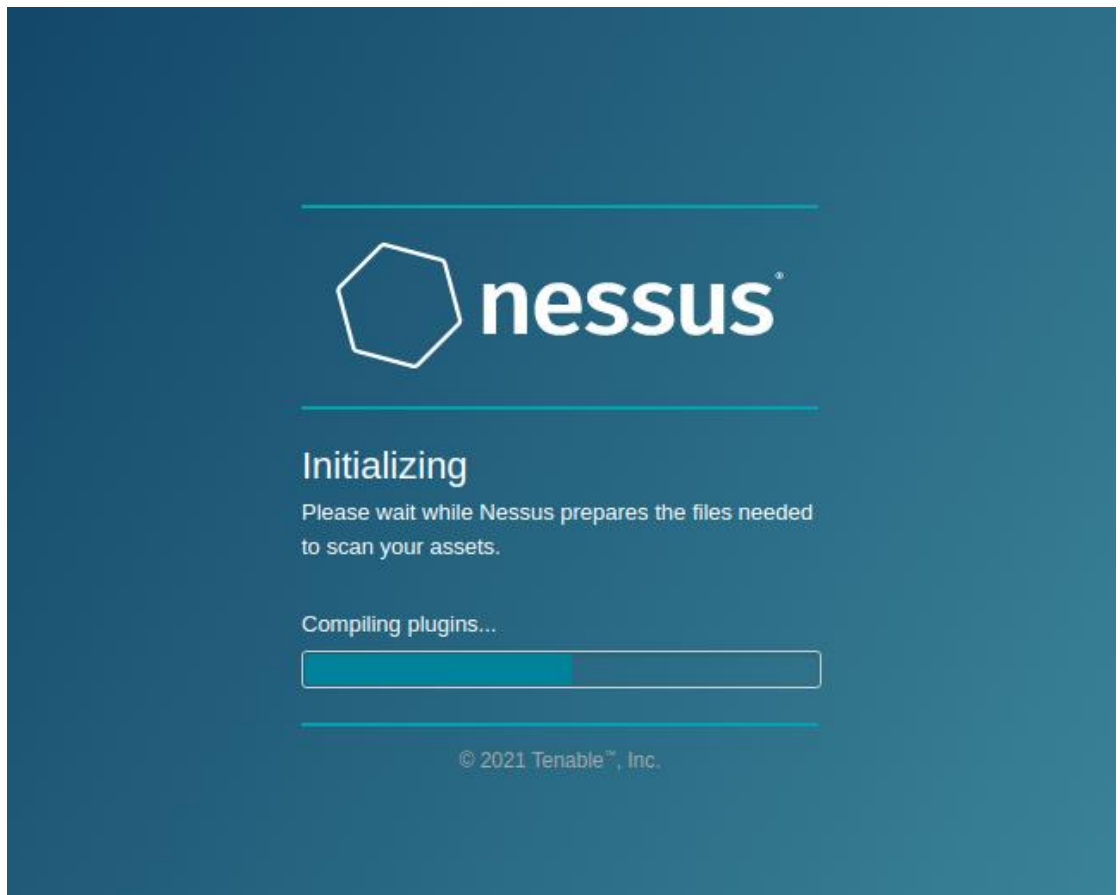 nessus®
Initializing
Please wait while Nessus prepares the files needed
to scan your assets.
Compiling plugins...
© 2021 Tenable™, Inc.